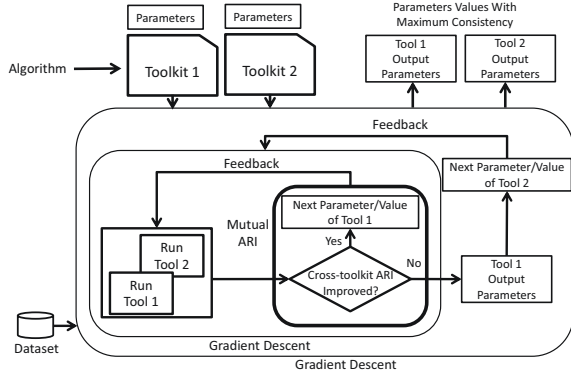 Parameters
Parameters
Parameters Values With
Maximum Consistency
Algorithm
Toolkit 1
Toolkit 2
Tool 1
Output
Parameters
Tool 2
Output
Parameters
Feedback
Feedback
Next Parameter/Value
of Tool 2
Mutual
ARI
Next Parameter/Value
of Tool 1
Yes
Run
Tool 2
Run
Tool 1
Cross-toolkit ARI
Improved?
No
Tool 1
Output
Parameters
Dataset
Gradient Descent
Gradient Descent